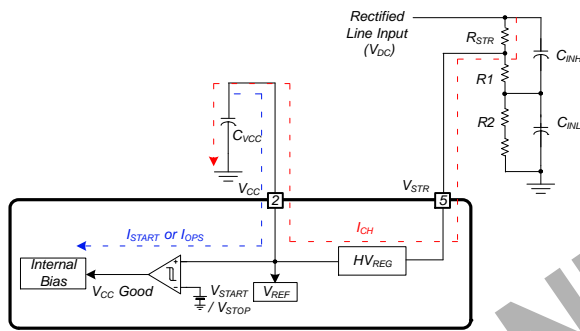 Rectified
Line Input
(VDC)
RSTR
R1
R2
CINH
CINL
CVCC
VCC
2
VSTR
5
ISTART or IOPS
ICH
Internal
Bias
VCC Good
VSTART
/ VSTOP
VREF
HVREG